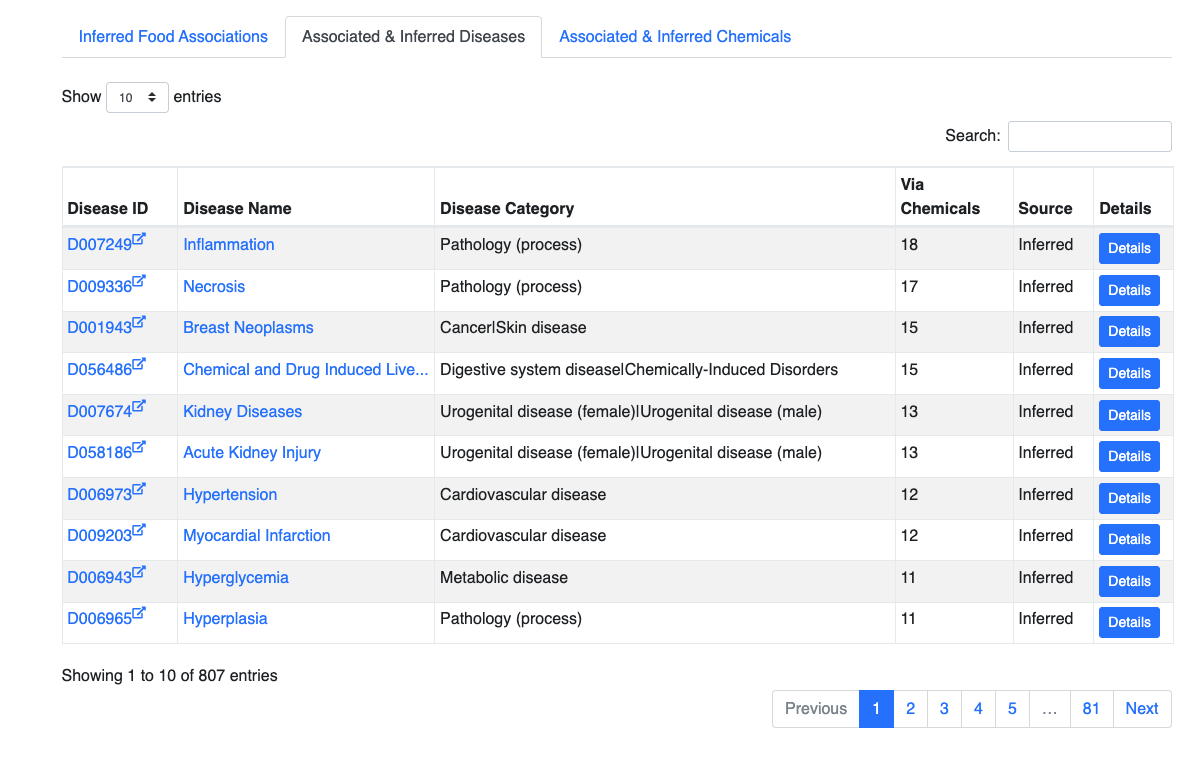 Inferred Food Associations Associated & Inferred Diseases Associated & Inferred Chemicals
Show 10 entries
Search:
Disease ID Disease Name Disease Category Via Chemicals Source Details
D007249 Inflammation Pathology (process) 18 Inferred Details
D009336 Necrosis Pathology (process) 17 Inferred Details
D001943 Breast Neoplasms Cancer|Skin disease 15 Inferred Details
D056486 Chemical and Drug Induced Live... Digestive system disease|Chemically-Induced Disorders 15 Inferred Details
D007674 Kidney Diseases Urogenital disease (female)|Urogenital disease (male) 13 Inferred Details
D058186 Acute Kidney Injury Urogenital disease (female)|Urogenital disease (male) 13 Inferred Details
D006973 Hypertension Cardiovascular disease 12 Inferred Details
D009203 Myocardial Infarction Cardiovascular disease 12 Inferred Details
D006943 Hyperglycemia Metabolic disease 11 Inferred Details
D006965 Hyperplasia Pathology (process) 11 Inferred Details
Showing 1 to 10 of 807 entries
Previous 1 2 3 4 5 … 81 Next